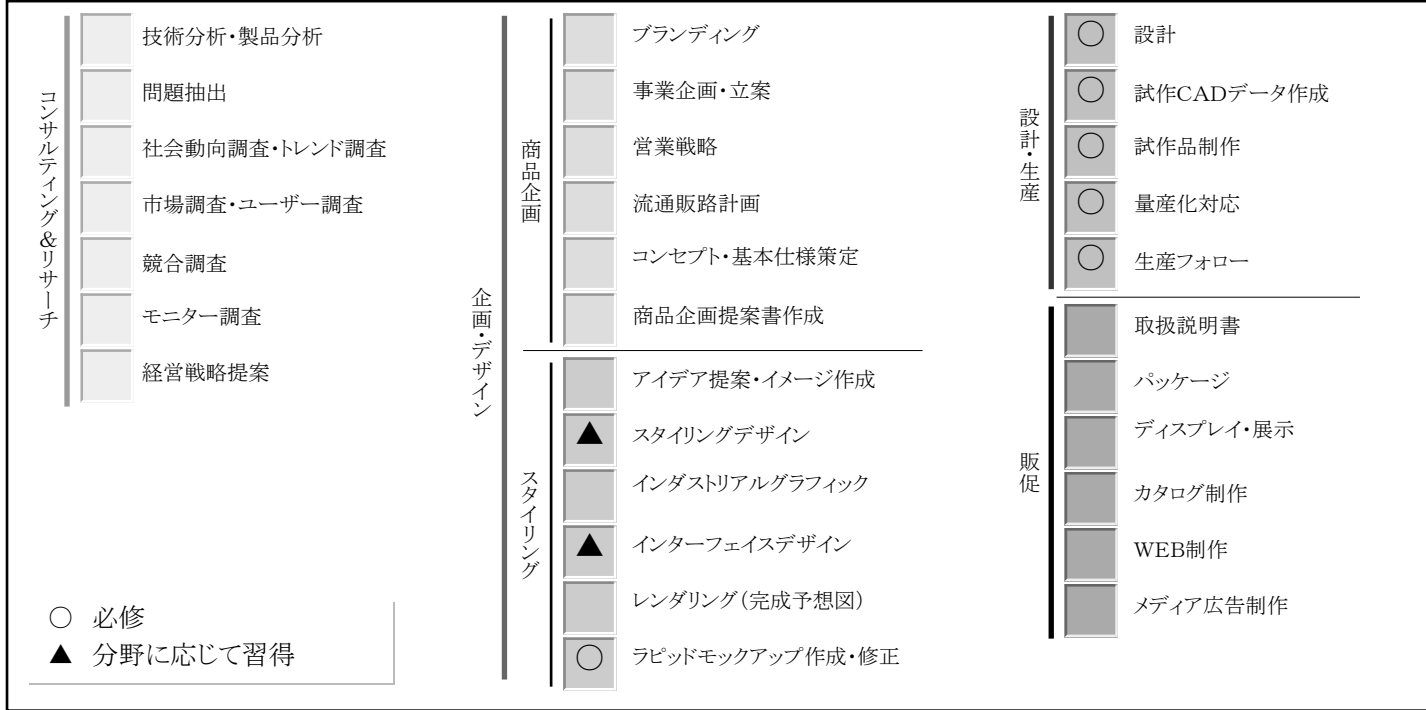 コンサルティング&リサーチ
技術分析・製品分析
問題抽出
社会動向調査・トレンド調査
市場調査・ユーザー調査
競合調査
モニター調査
経営戦略提案
企画・デザイン
商品企画
ブランディング
事業企画・立案
営業戦略
流通販路計画
コンセプト・基本仕様策定
商品企画提案書作成
スタイリング
アイデア提案・イメージ作成
▲ スタイリングデザイン
インダストリアルグラフィック
▲ インターフェイスデザイン
レンダリング(完成予想図)
○ ラピッドモックアップ作成・修正
設計・生産
○ 設計
○ 試作CADデータ作成
○ 試作品制作
○ 量産化対応
○ 生産フォロー
販促
取扱説明書
パッケージ
ディスプレイ・展示
カタログ制作
WEB制作
メディア広告制作
○ 必修
▲ 分野に応じて習得